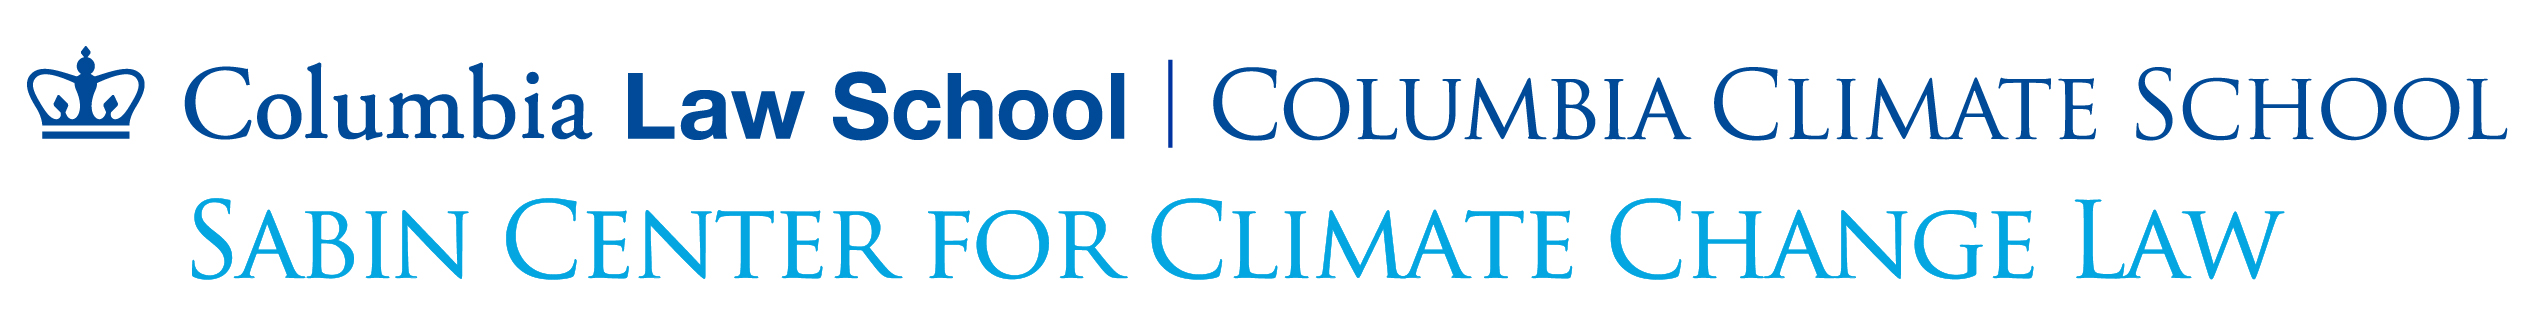 Columbia Law School | COLUMBIA CLIMATE SCHOOL
SABIN CENTER FOR CLIMATE CHANGE LAW